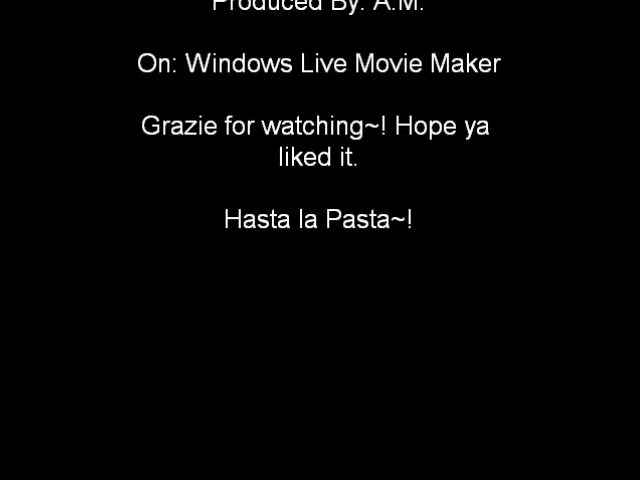 Produced By: A.M.
On: Windows Live Movie Maker
Grazie for watching~! Hope ya
liked it.
Hasta la Pasta~!